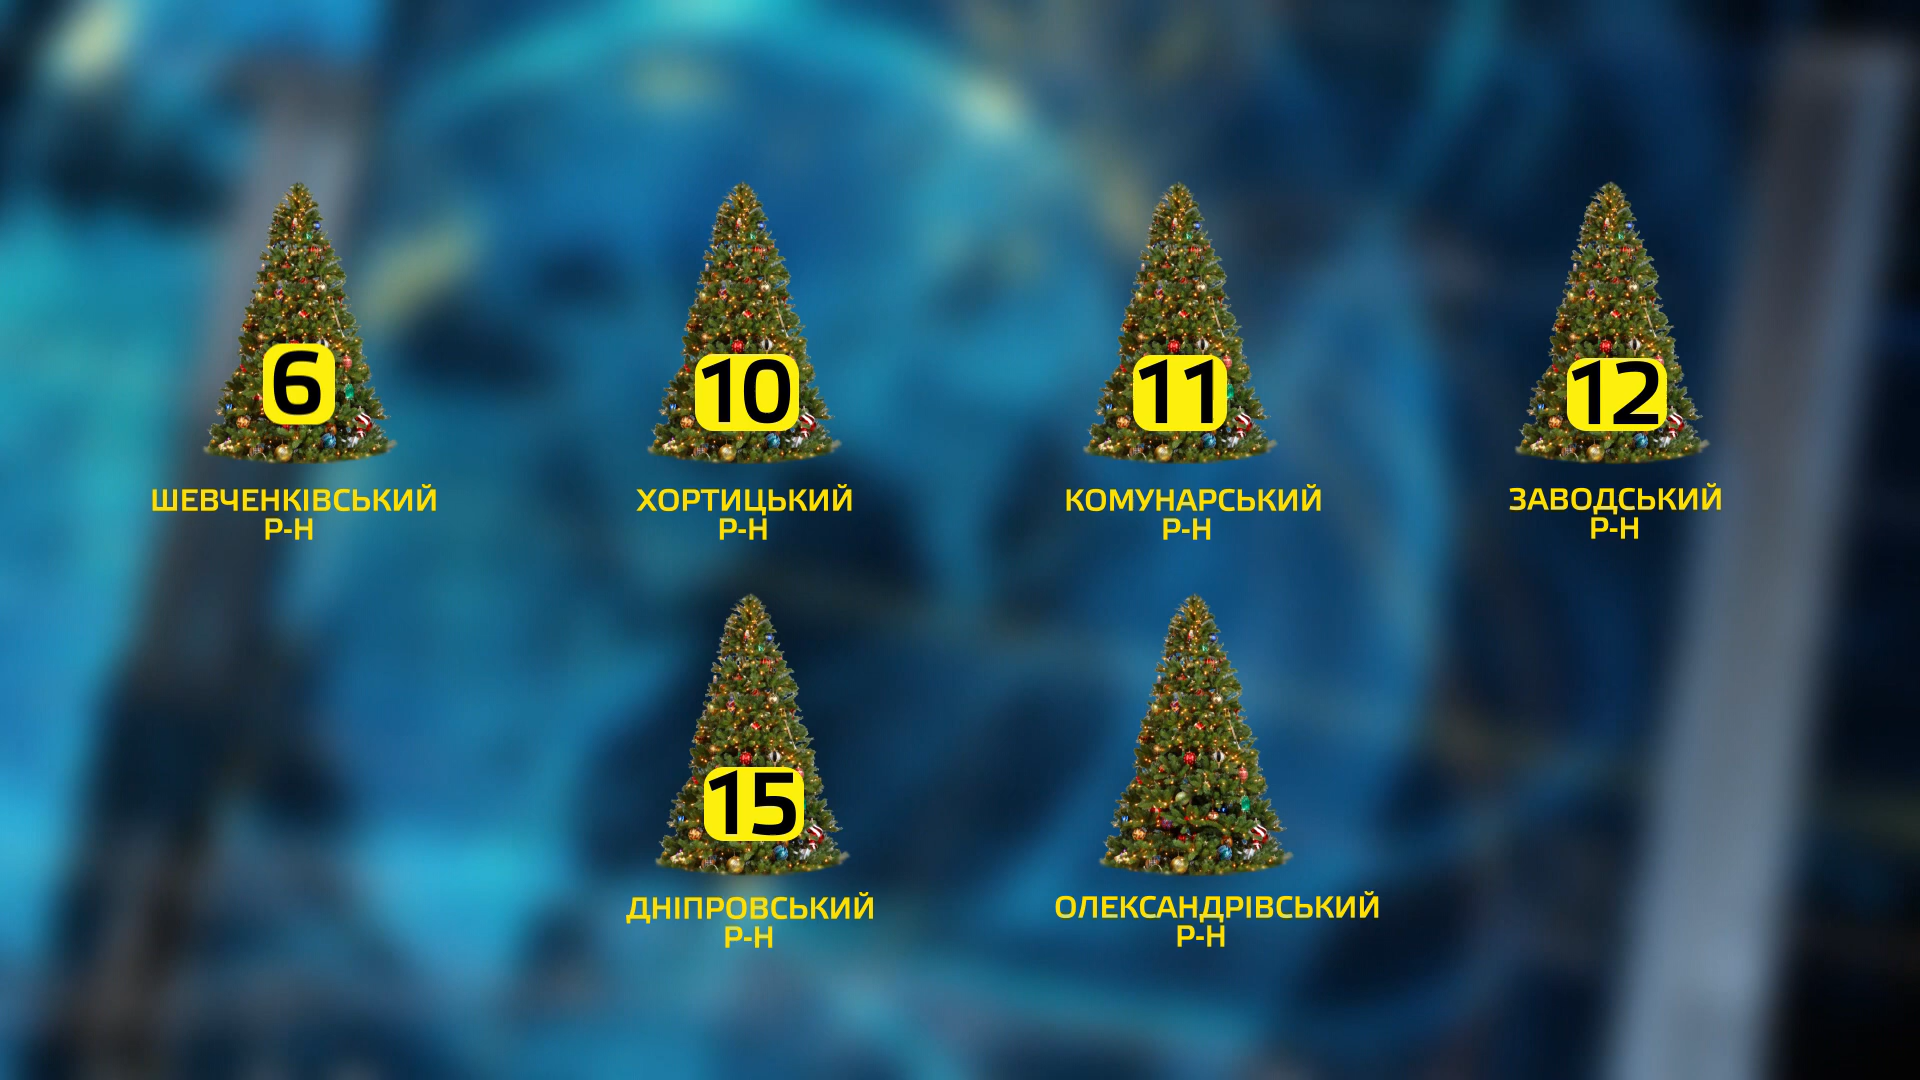 6
10
11
12
ШЕВЧЕНКІВСЬКИЙ
Р-Н
ХОРТИЦЬКИЙ
Р-Н
КОМУНАРСЬКИЙ
Р-Н
ЗАВОДСЬКИЙ
Р-Н
15
ДНІПРОВСЬКИЙ
Р-Н
ОЛЕКСАНДРІВСЬКИЙ
Р-Н